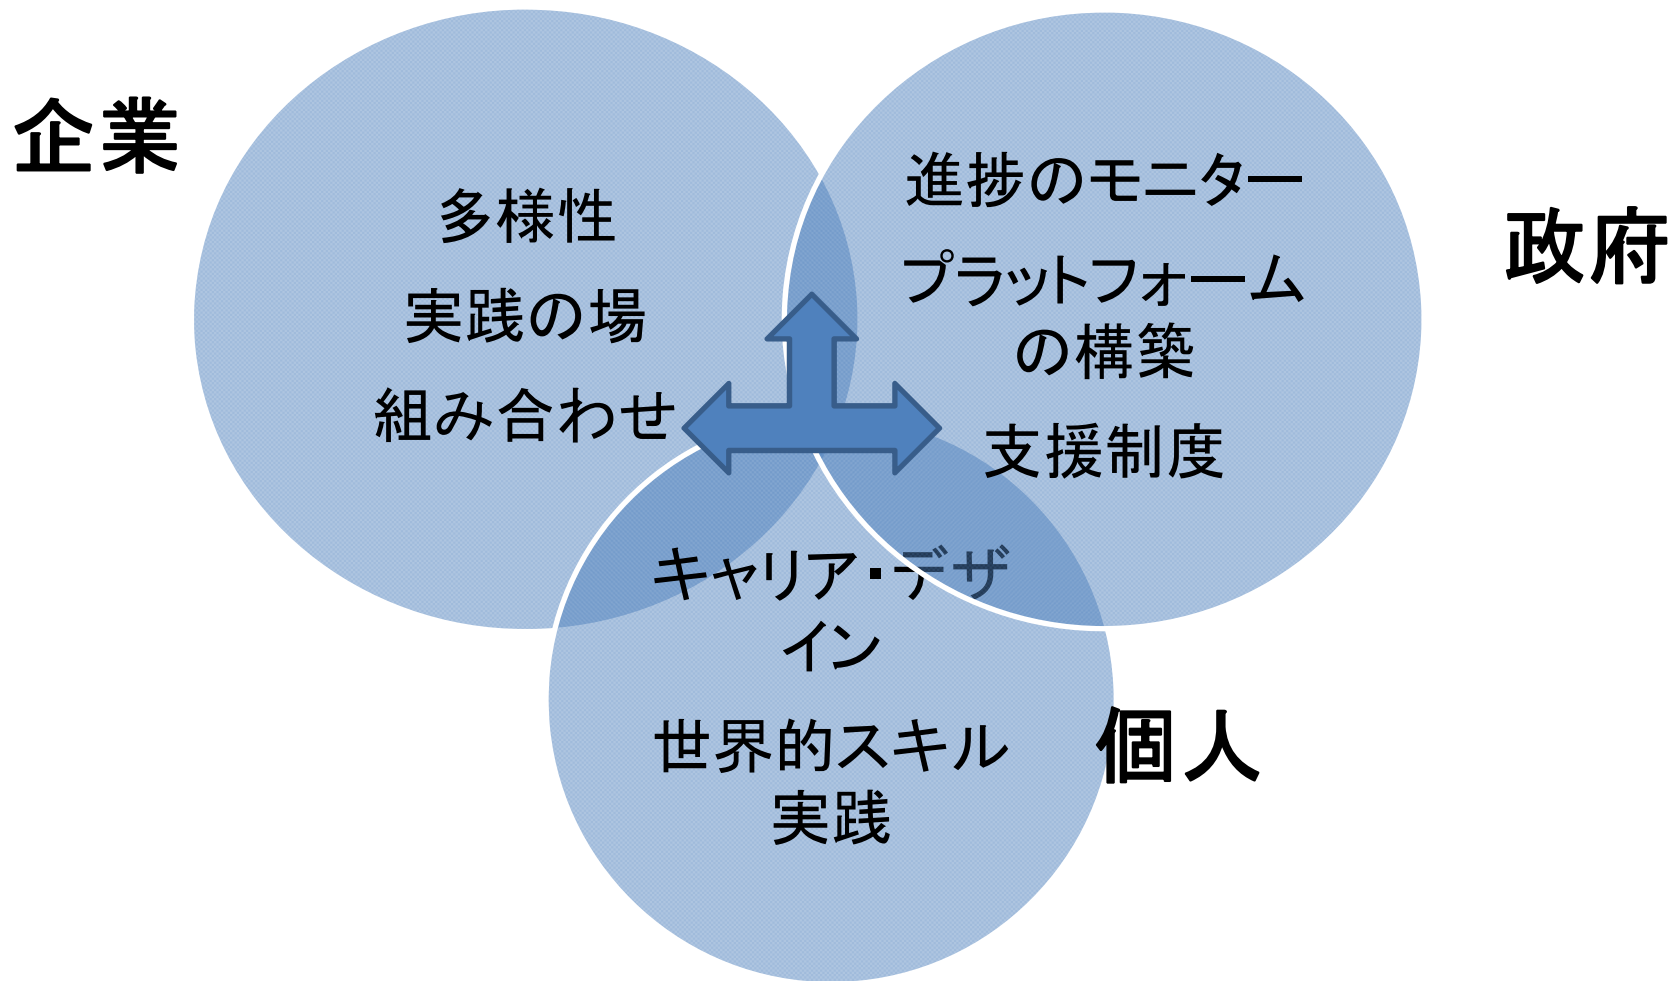 企業
多様性
実践の場
組み合わせ
進捗のモニター
プラットフォーム
の構築
支援制度
政府
キャリア・デザ
イン
世界的スキル
実践
個人